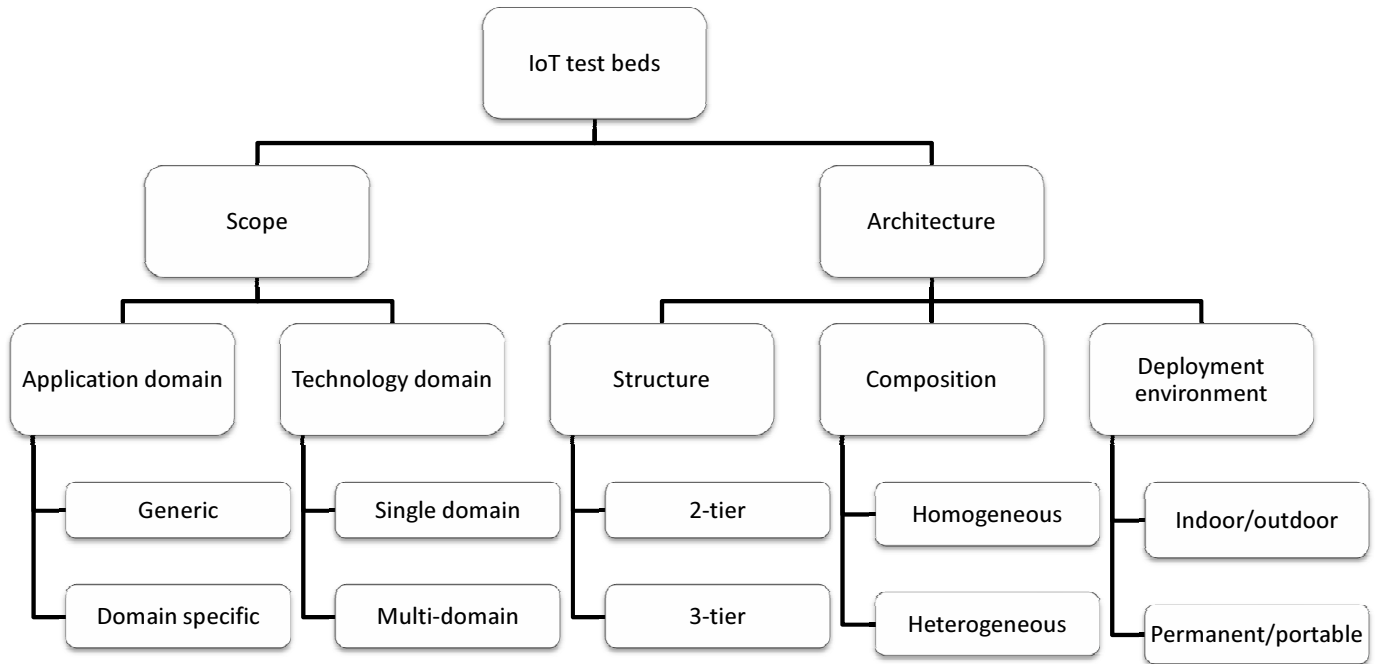 IoT test beds
Scope
Architecture
Application domain
Technology domain
Structure
Composition
Deployment
environment
Generic
Single domain
2-tier
Homogeneous
Indoor/outdoor
Domain specific
Multi-domain
3-tier
Heterogeneous
Permanent/portable